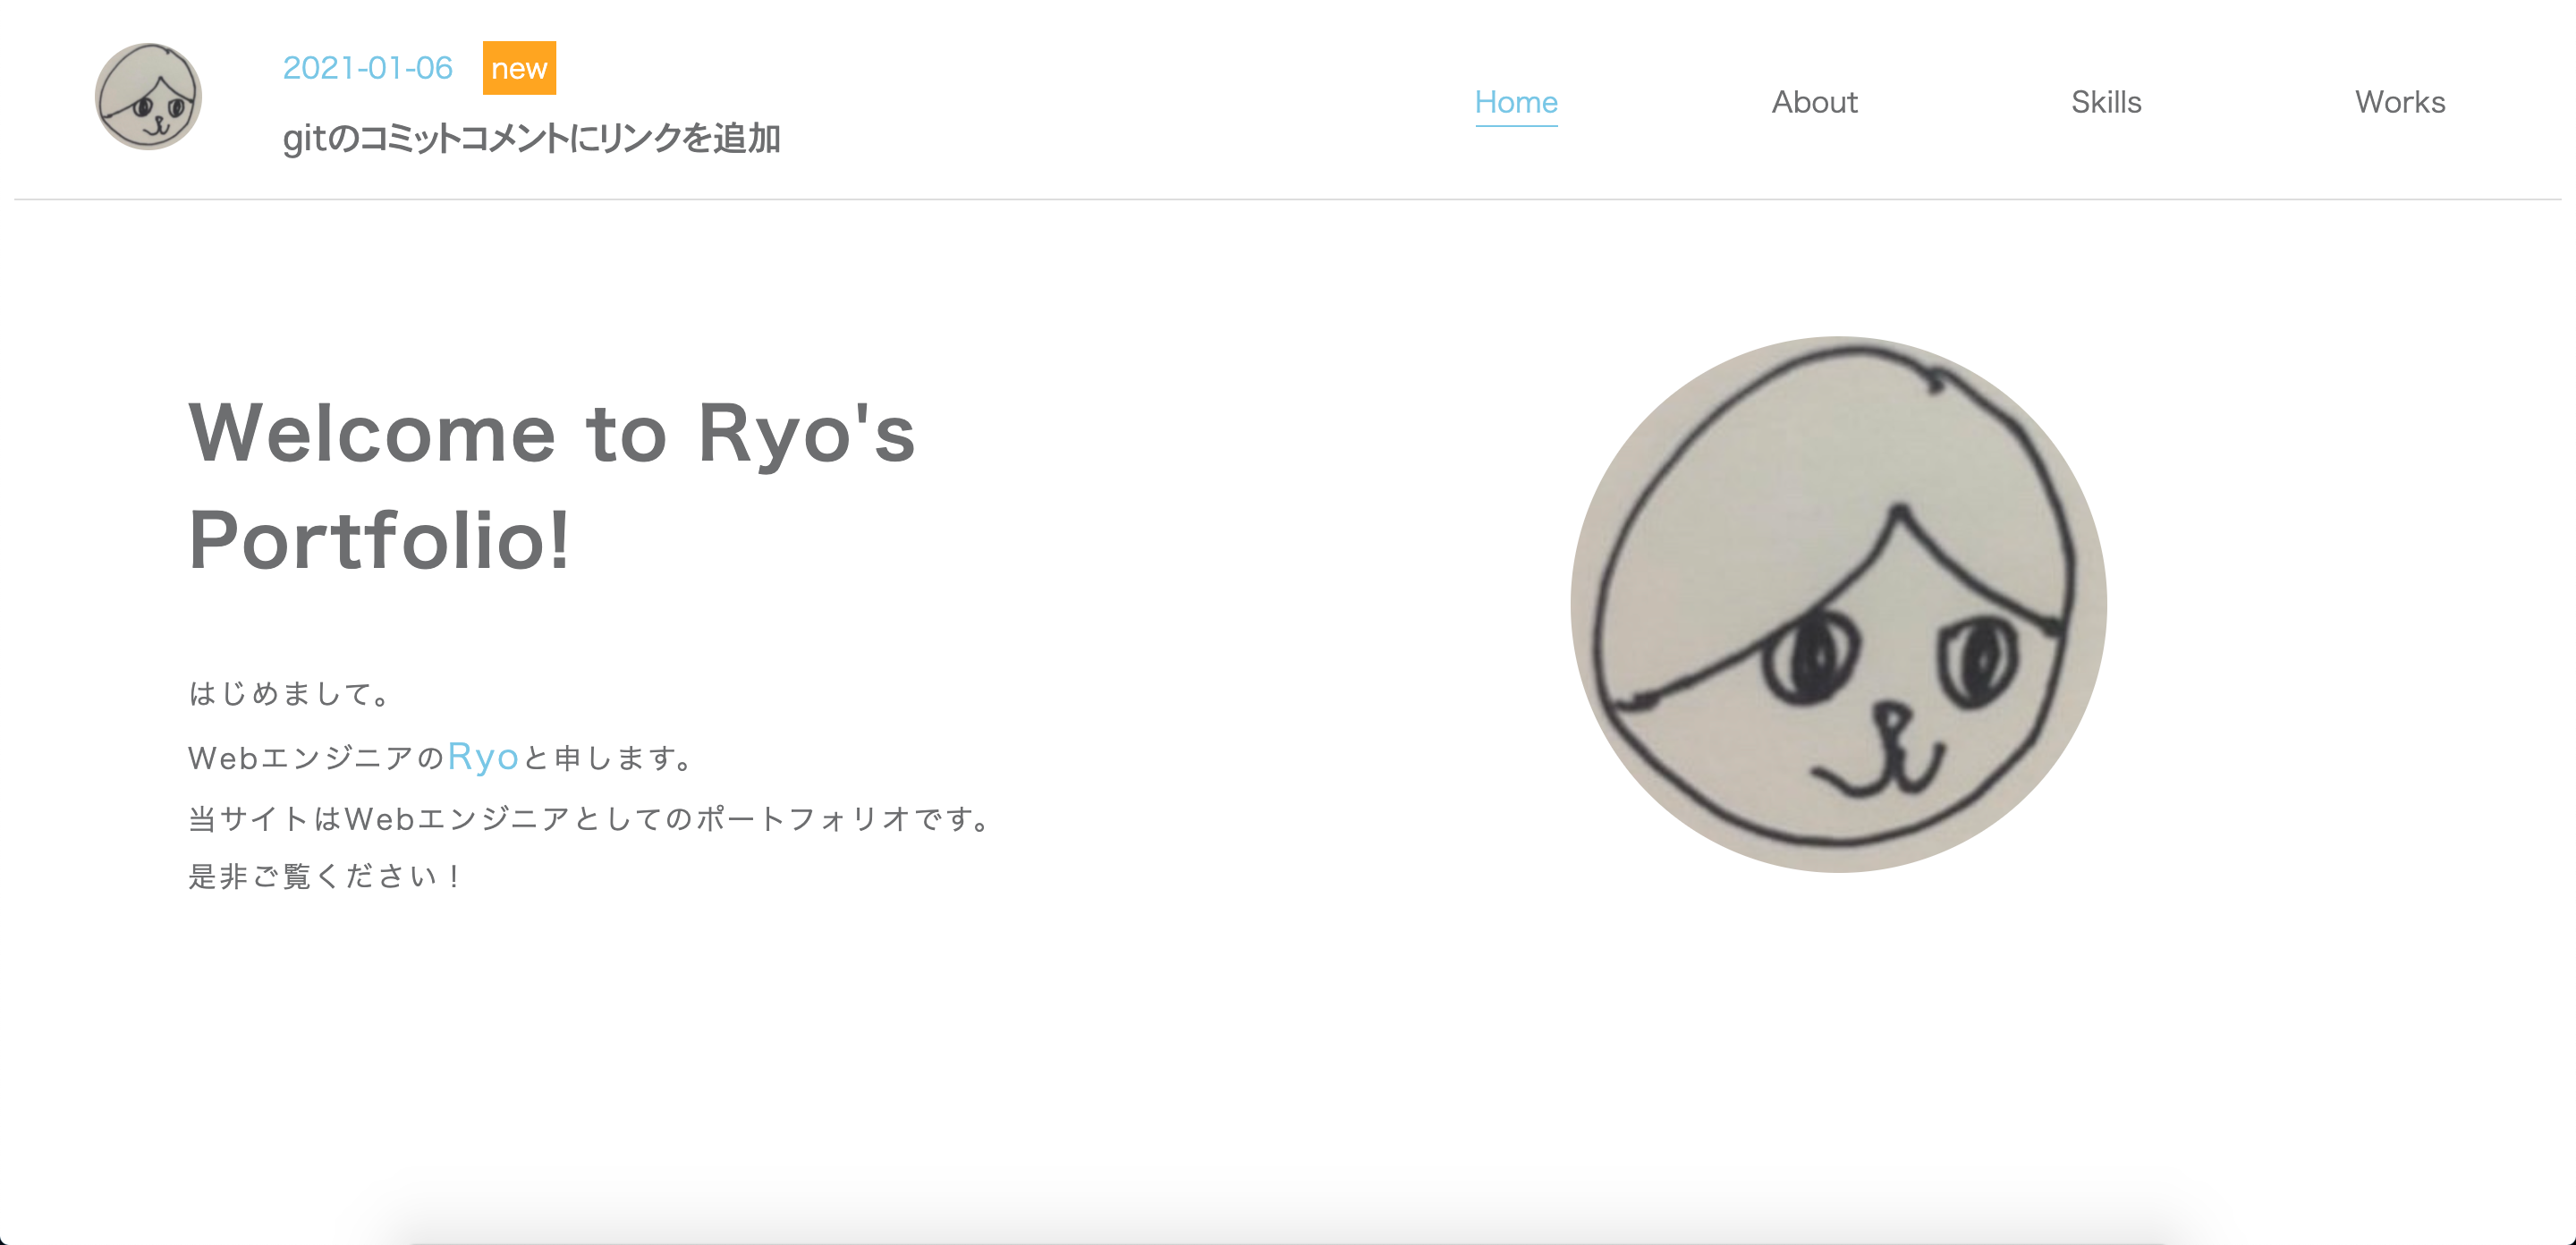 2021-01-06 new
gitのコミットコメントにリンクを追加
Home About Skills Works
Welcome to Ryo's
Portfolio!
はじめまして。
WebエンジニアのRyoと申します。
当サイトはWebエンジニアとしてのポートフォリオです。
是非ご覧ください！